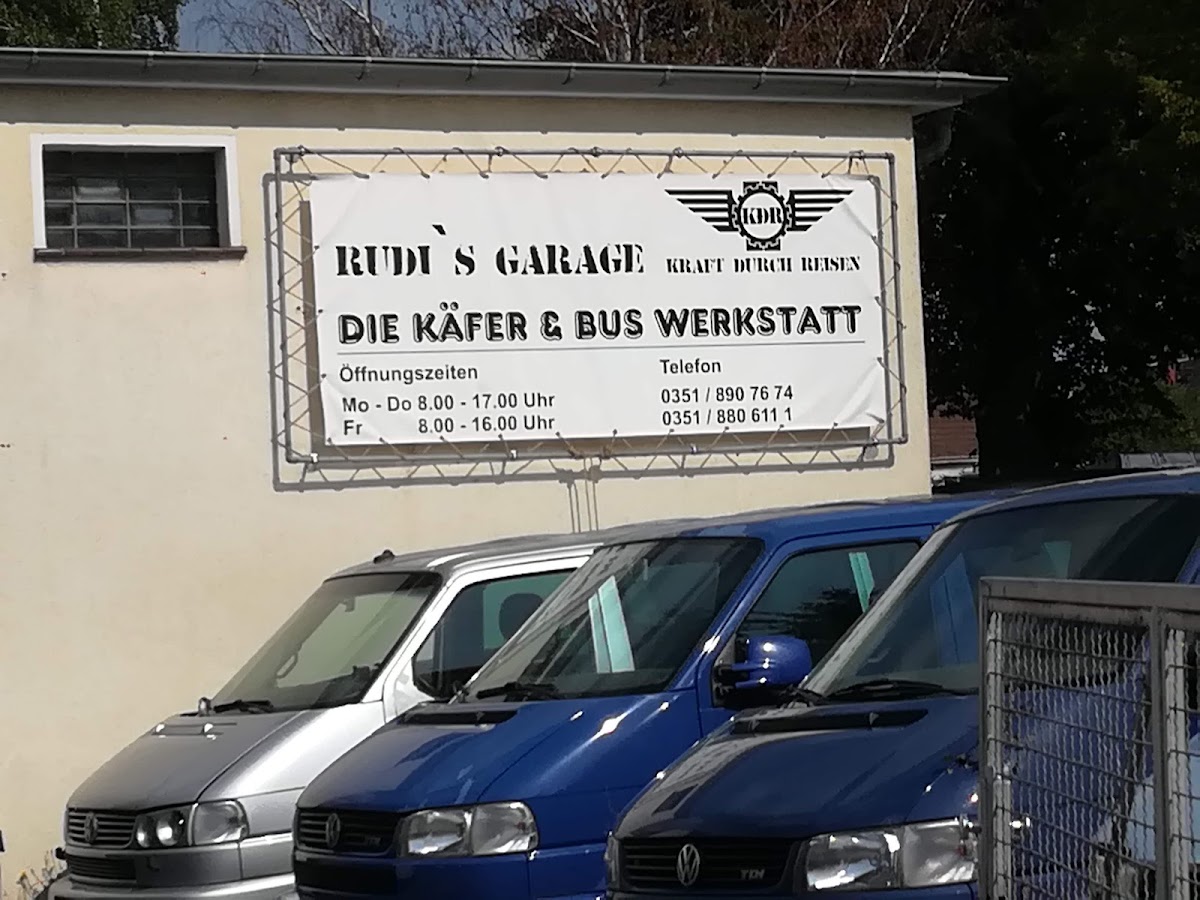 KDR
RUDI`S GARAGE
KRAFT DURCH REISEN
DIE KÄFER & BUS WERKSTATT
Öffnungszeiten
Mo - Do 8.00 - 17.00 Uhr
Fr 8.00 - 16.00 Uhr
Telefon
0351 / 890 76 74
0351 / 880 611 1
TDI